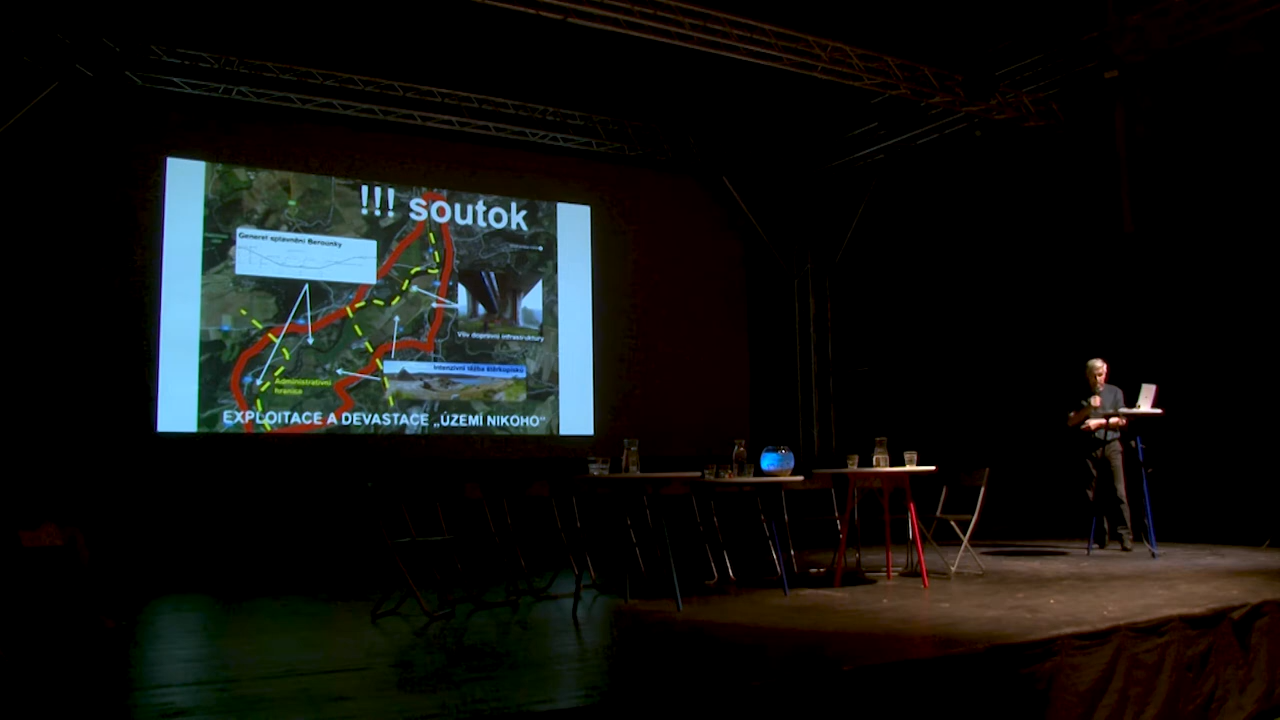 !!! soutok
Generel splavnění Berounky
Vliv dopravní infrastruktury
Intenzivní těžba štěrkopísku
Administrativní
hranice
EXPLOITACE A DEVASTACE „ÚZEMÍ NIKOHO“